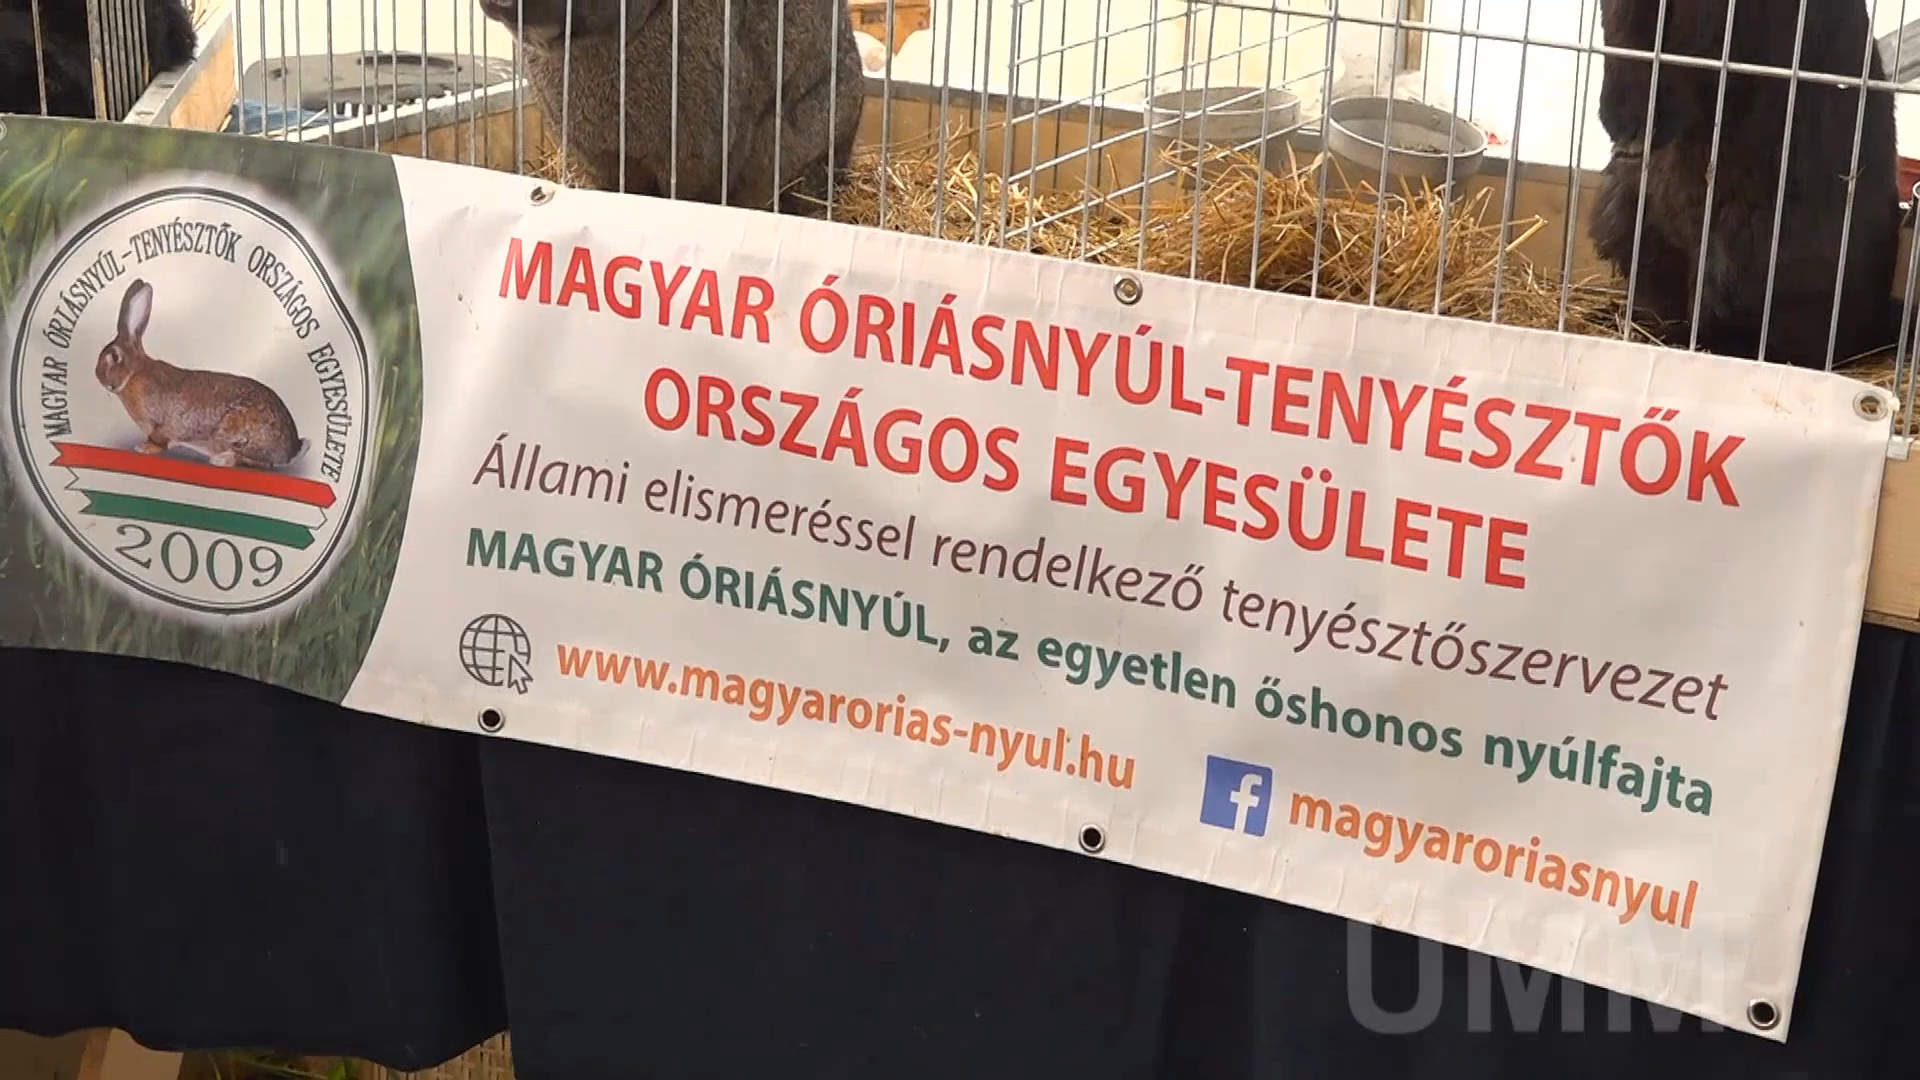 MAGYAR ÓRIÁSNYÚL-TENYÉSZTŐK ORSZÁGOS EGYESÜLETE
2009
MAGYAR ÓRIÁSNYÚL-TENYÉSZTŐK
ORSZÁGOS EGYESÜLETE
Állami elismeréssel rendelkező tenyésztőszervezet
MAGYAR ÓRIÁSNYÚL, az egyetlen őshonos nyúlfajta
www.magyarorias-nyul.hu
f magyaroriasnyul
UMM